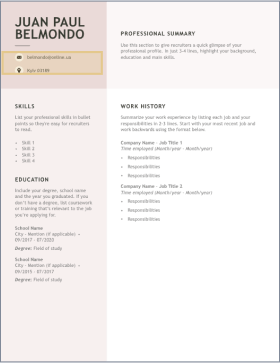 JUAN PAUL
BELMONDO
PROFESSIONAL SUMMARY
Use this section to give recruiters a quick glimpse of your
professional profile. In just 3-4 lines, highlight your background,
education and main skills.
SKILLS
List your professional skills in bullet
points so they're easy for recruiters
to read.
Skill 1
Skill 2
Skill 3
Skill 4
EDUCATION
Include your degree, school name
and the year you graduated. If you
don't have a degree, list coursework
or training that's relevant to the job
you're applying for.
School Name
City - Mention (if applicable) -
09/2017 - 07/2020
Degree: Field of study
School Name
City - Mention (if applicable) -
09/2015 - 07/2017
Degree: Field of study
WORK HISTORY
Summarize your work experience by listing each job and your
responsibilities in 2-3 lines. Start with your most recent job and
work backwards using the format below.
Company Name - Job Title 1
Time employed (Month/year - Month/year)
Responsibilities
Responsibilities
Responsibilities
Company Name - Job Title 2
Time employed (Month/year - Month/year)
Responsibilities
Responsibilities
Responsibilities